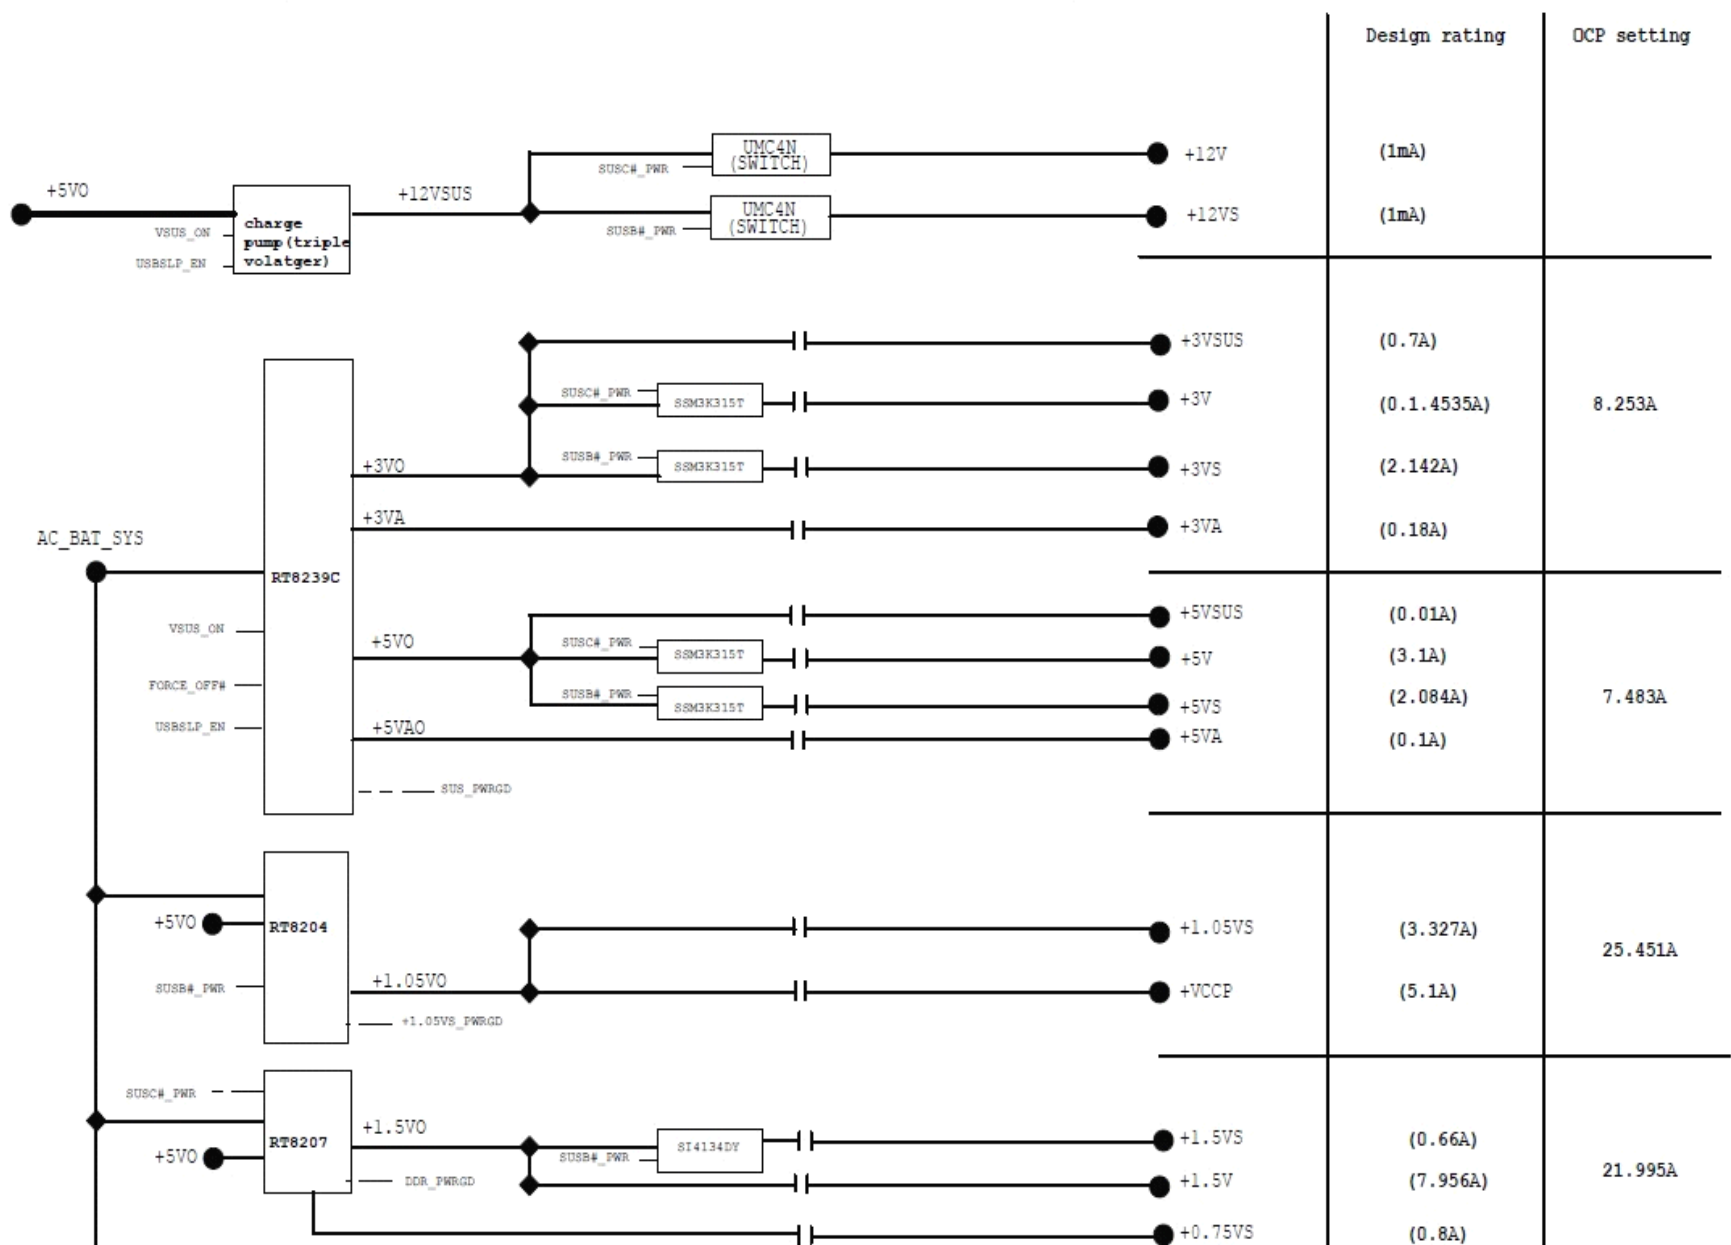 Design rating
OCP setting
UMC4N
(SWITCH)
SUSC#_PWR
+12V
(1mA)
+5VO
+12VSUS
charge
pump(triple
volatger)
VSUS_ON
USBSLP_EN
UMC4N
(SWITCH)
SUSB#_PWR
+12VS
(1mA)
+3VSUS
(0.7A)
SUSC#_PWR
SSM3K315T
+3V
(0.1.4535A)
8.253A
+3VO
SUSB#_PWR
SSM3K315T
+3VS
(2.142A)
+3VA
+3VA
(0.18A)
AC_BAT_SYS
RT8239C
VSUS_ON
FORCE_OFF#
USBSLP_EN
+5VSUS
(0.01A)
+5VO
SUSC#_PWR
SSM3K315T
+5V
(3.1A)
SUSB#_PWR
SSM3K315T
+5VS
(2.084A)
7.483A
+5VAO
+5VA
(0.1A)
SUS_PWRGD
+5VO
RT8204
SUSB#_PWR
+1.05VS
(3.327A)
25.451A
+1.05VO
+VCCP
(5.1A)
+1.05VS_PWRGD
SUSC#_PWR
+5VO
RT8207
+1.5VO
SUSB#_PWR
SI4134DY
+1.5VS
(0.66A)
21.995A
DDR_PWRGD
+1.5V
(7.956A)
+0.75VS
(0.8A)